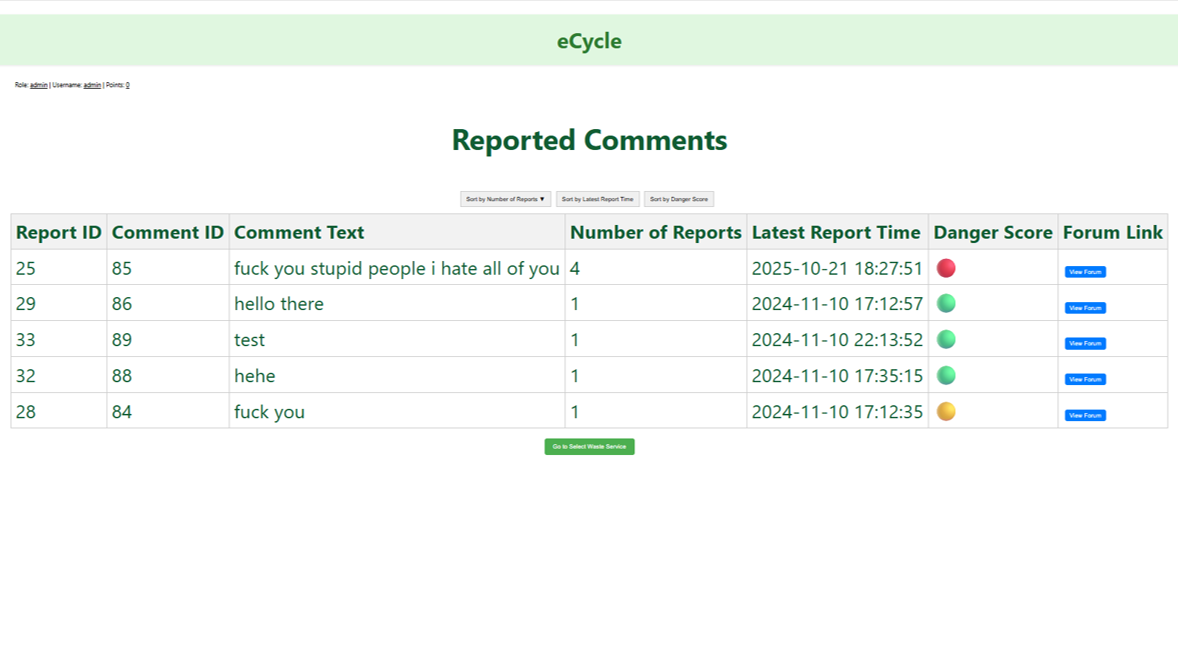 eCycle
Role: admin | Username: admin | Points: 0
Reported Comments
Sort by Number of Reports ▼ Sort by Latest Report Time Sort by Danger Score
Report ID Comment ID Comment Text Number of Reports Latest Report Time Danger Score Forum Link
25 85 fuck you stupid people i hate all of you 4 2025-10-21 18:27:51 View Forum
29 86 hello there 1 2024-11-10 17:12:57 View Forum
33 89 test 1 2024-11-10 22:13:52 View Forum
32 88 hehe 1 2024-11-10 17:35:15 View Forum
28 84 fuck you 1 2024-11-10 17:12:35 View Forum
Go to Select Waste Service